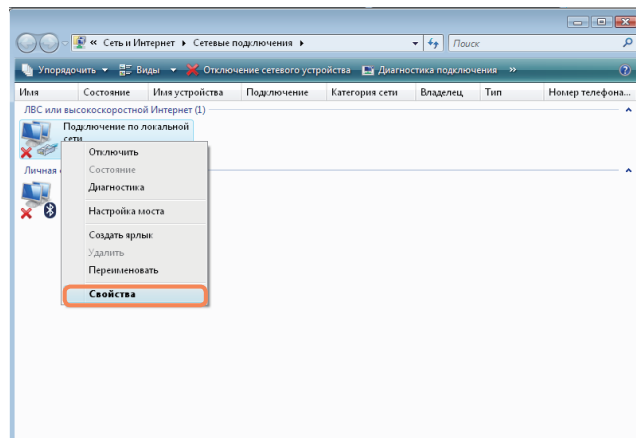 « Сеть и Интернет Сетевые подключения Поиск
Упорядочить Виды Отключение сетевого устройства Диагностика подключения »
Имя Состояние Имя устройства Подключение Категория сети Владелец Тип Номер телефона...
ЛВС или высокоскоростной Интернет (1)
Подключение по локальной
сети
Отключить
Состояние
Личная
Диагностика
Настройка моста
Создать ярлык
Удалить
Переименовать
Свойства